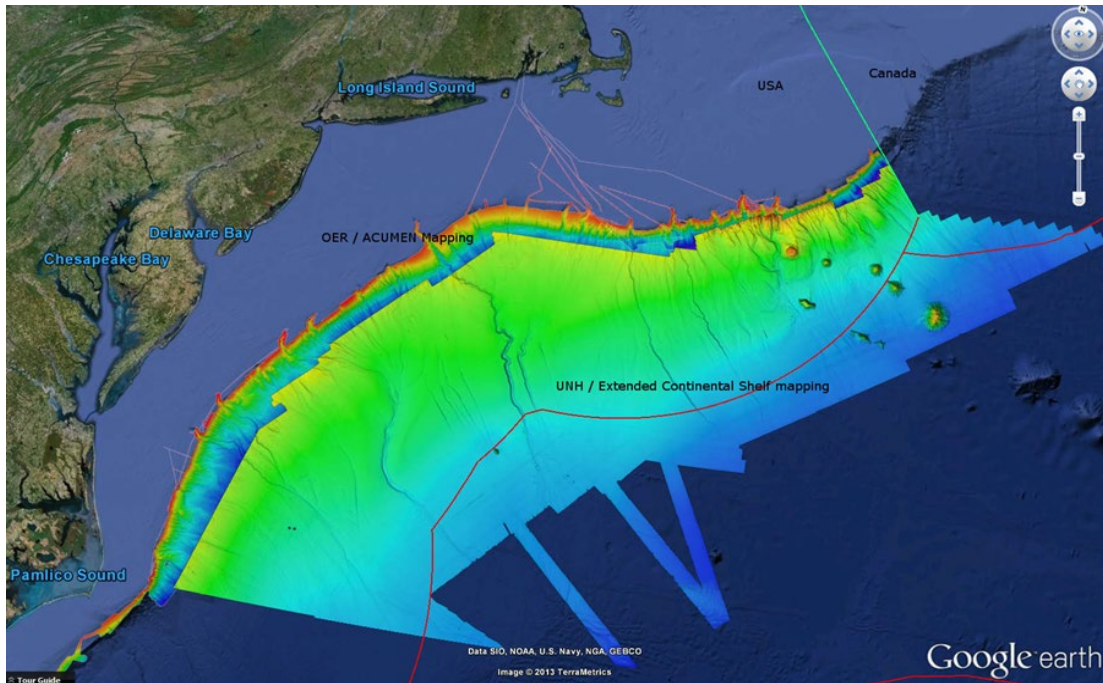 N
Canada
USA
Long Island Sound
Delaware Bay
OER / ACUMEN Mapping
Chesapeake Bay
UNH / Extended Continental Shelf mapping
Pamlico Sound
Data SIO, NOAA, U.S. Navy, NGA, GEBCO
Image © 2013 TerraMetrics
Google earth
Tour Guide